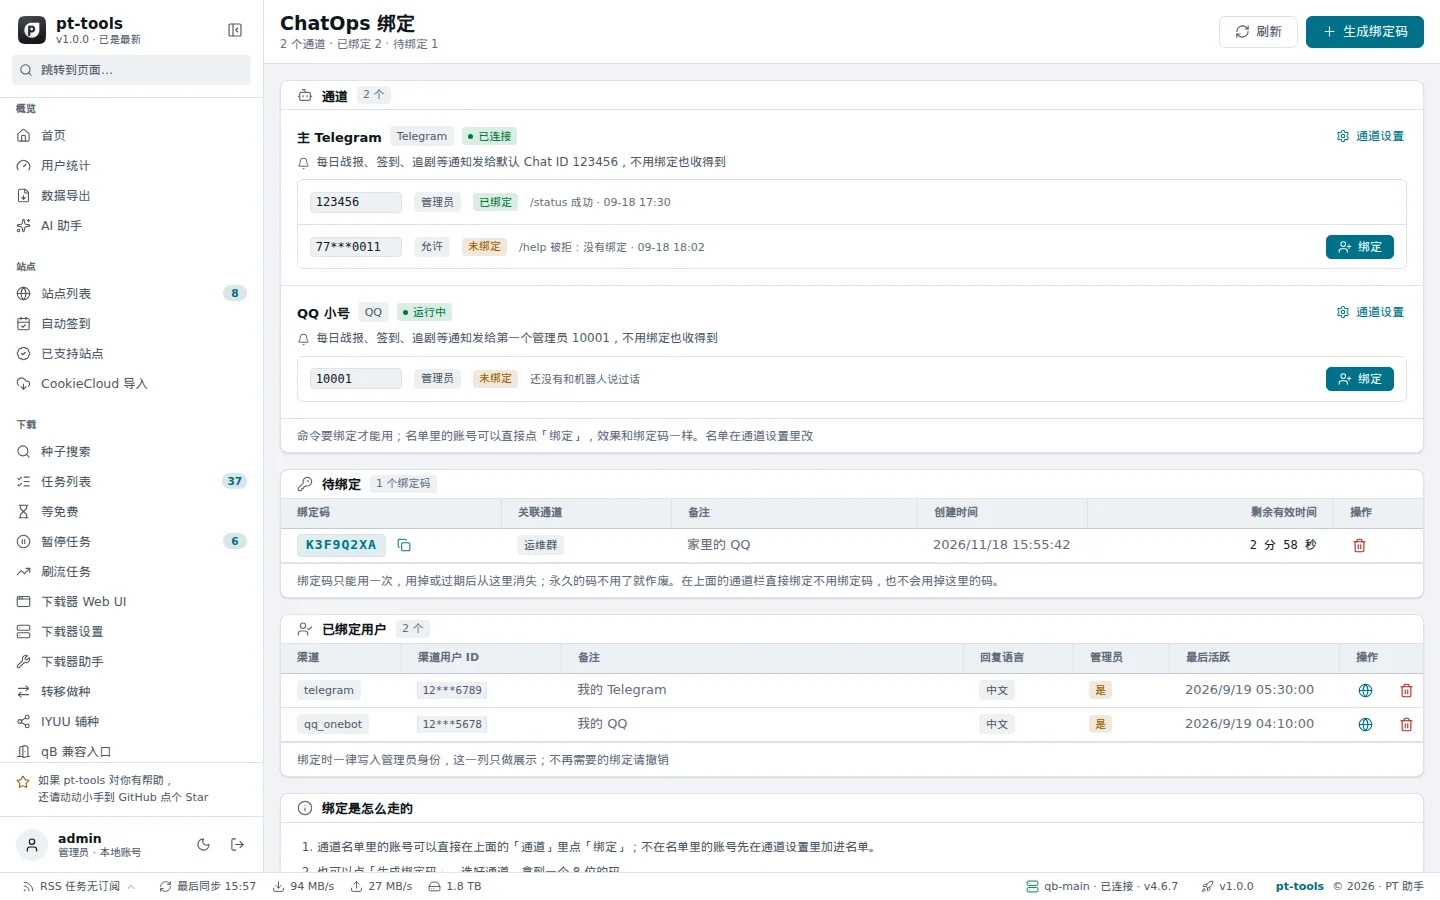 pt-tools
v1.0.0 · 已是最新
跳转到页面...
概览
首页
用户统计
数据导出
AI 助手
站点
站点列表 8
自动签到
已支持站点
CookieCloud 导入
下载
种子搜索
任务列表 37
等免费
暂停任务 6
刷流任务
下载器 Web UI
下载器设置
下载器助手
转移做种
IYUU 辅种
qB 兼容入口
如果 pt-tools 对你有帮助，
还请动动小手到 GitHub 点个 Star
admin
管理员 · 本地账号
ChatOps 绑定
2 个通道 · 已绑定 2 · 待绑定 1
刷新
生成绑定码
通道 2 个
主 Telegram Telegram 已连接 通道设置
每日战报、签到、追剧等通知发给默认 Chat ID 123456，不用绑定也收得到
123456 管理员 已绑定 /status 成功 · 09-18 17:30
77***0011 允许 未绑定 /help 被拒：没有绑定 · 09-18 18:02 绑定
QQ 小号 QQ 运行中 通道设置
每日战报、签到、追剧等通知发给第一个管理员 10001，不用绑定也收得到
10001 管理员 未绑定 还没有和机器人说过话 绑定
命令要绑定才能用；名单里的账号可以直接点「绑定」，效果和绑定码一样。名单在通道设置里改
待绑定 1 个绑定码
绑定码 关联通道 备注 创建时间 剩余有效时间 操作
K3F9Q2XA 运维群 家里的 QQ 2026/11/18 15:55:42 2 分 58 秒
绑定码只能用一次，用掉或过期后从这里消失；永久的码不用了就作废。在上面的通道栏直接绑定不用绑定码，也不会用掉这里的码。
已绑定用户 2 个
渠道 渠道用户 ID 备注 回复语言 管理员 最后活跃 操作
telegram 12***6789 我的 Telegram 中文 是 2026/9/19 05:30:00
qq_onebot 12***5678 我的 QQ 中文 是 2026/9/19 04:10:00
绑定时一律写入管理员身份，这一列只做展示；不再需要的绑定请撤销
绑定是怎么走的
1. 通道名单里的账号可以直接在上面的「通道」里点「绑定」；不在名单里的账号先在通道设置里加进名单。
2. 也可以点「生成绑定码」，选好通道，拿到一个 8 位的码
RSS 任务无订阅 最后同步 15:57 94 MB/s 27 MB/s 1.8 TB qb-main · 已连接 · v4.6.7 v1.0.0 pt-tools © 2026 · PT 助手